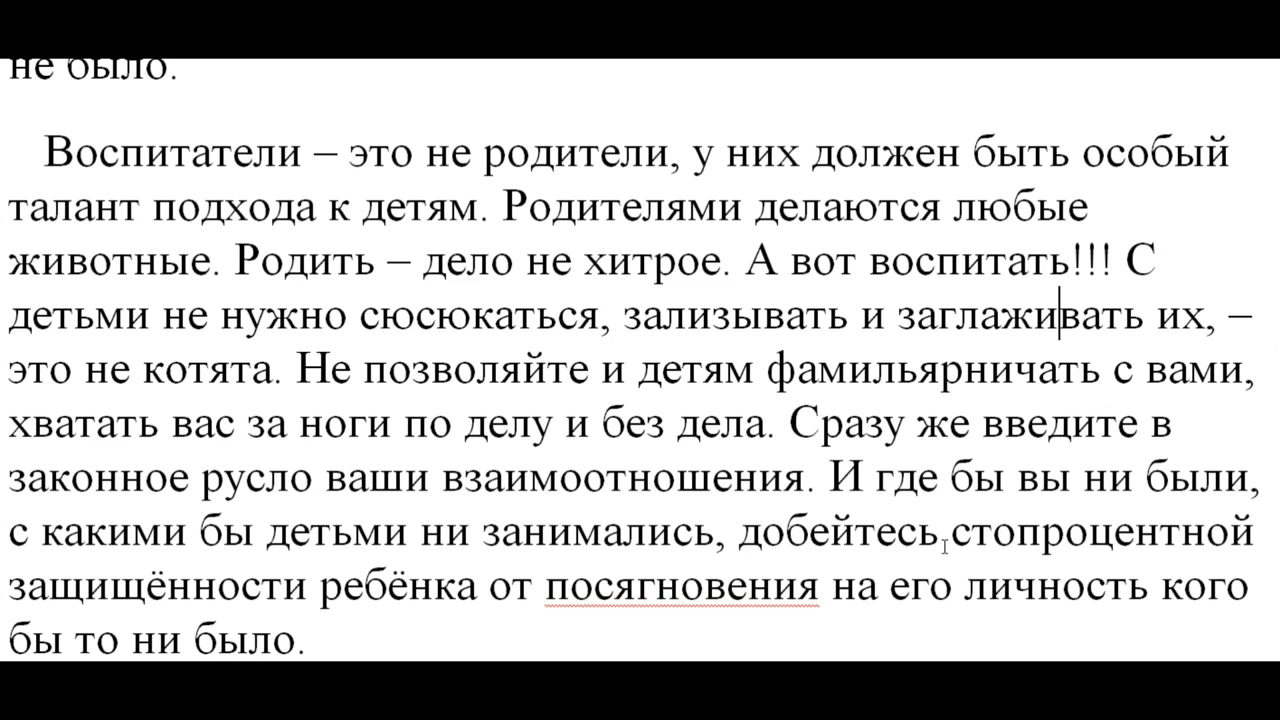 не было.
Воспитатели – это не родители, у них должен быть особый
талант подхода к детям. Родителями делаются любые
животные. Родить – дело не хитрое. А вот воспитать!!! С
детьми не нужно сюсюкаться, зализывать и заглаживать их, –
это не котята. Не позволяйте и детям фамильярничать с вами,
хватать вас за ноги по делу и без дела. Сразу же введите в
законное русло ваши взаимоотношения. И где бы вы ни были,
с какими бы детьми ни занимались, добейтесь стопроцентной
защищённости ребёнка от посягновения на его личность кого
бы то ни было.